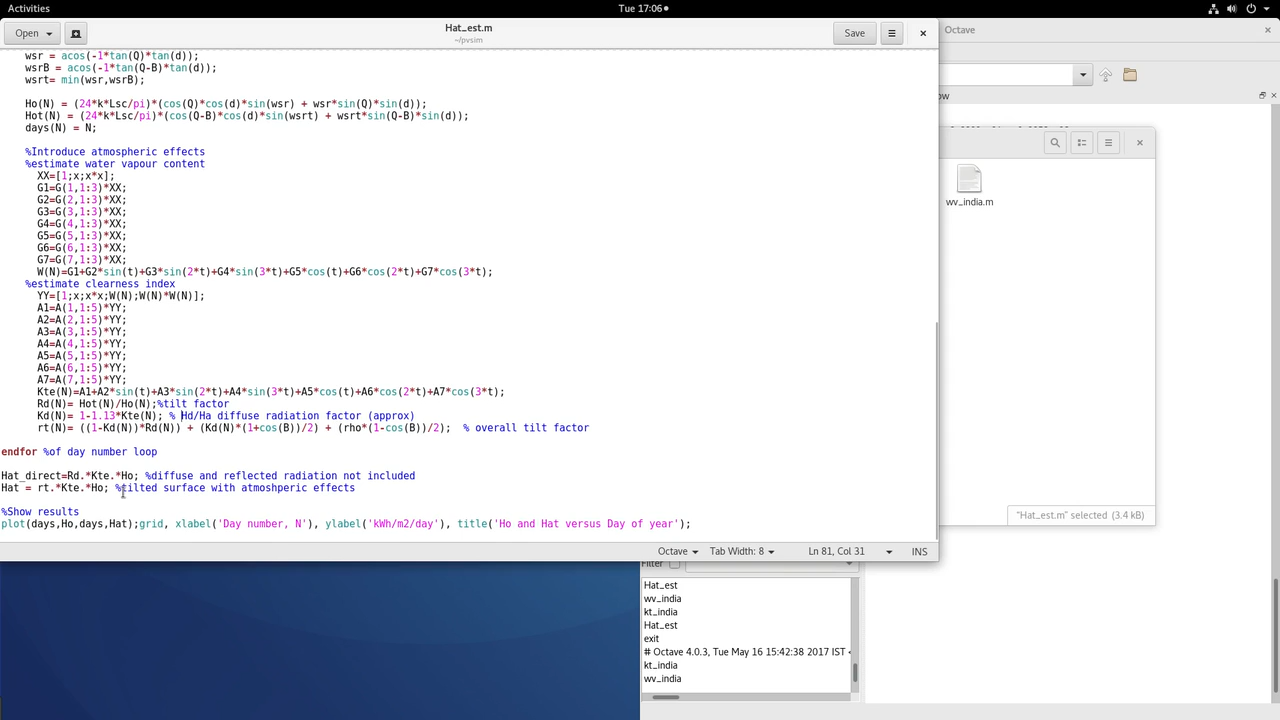 Activities
Tue 17:06
Open
Hat_est.m
~/pvsim
Save
Octave
wsr = acos(-1*tan(Q)*tan(d));
wsrB = acos(-1*tan(Q-B)*tan(d));
wsrt= min(wsr,wsrB);
Ho(N) = (24*k*Lsc/pi)*(cos(Q)*cos(d)*sin(wsr) + wsr*sin(Q)*sin(d));
Hot(N) = (24*k*Lsc/pi)*(cos(Q-B)*cos(d)*sin(wsrt) + wsrt*sin(Q-B)*sin(d));
days(N) = N;
%Introduce atmospheric effects
%estimate water vapour content
XX=[1;x;x*x];
G1=G(1,1:3)*XX;
G2=G(2,1:3)*XX;
G3=G(3,1:3)*XX;
G4=G(4,1:3)*XX;
G5=G(5,1:3)*XX;
G6=G(6,1:3)*XX;
G7=G(7,1:3)*XX;
W(N)=G1+G2*sin(t)+G3*sin(2*t)+G4*sin(3*t)+G5*cos(t)+G6*cos(2*t)+G7*cos(3*t);
%estimate clearness index
YY=[1;x;x*x;W(N);W(N)*W(N)];
A1=A(1,1:5)*YY;
A2=A(2,1:5)*YY;
A3=A(3,1:5)*YY;
A4=A(4,1:5)*YY;
A5=A(5,1:5)*YY;
A6=A(6,1:5)*YY;
A7=A(7,1:5)*YY;
Kte(N)=A1+A2*sin(t)+A3*sin(2*t)+A4*sin(3*t)+A5*cos(t)+A6*cos(2*t)+A7*cos(3*t);
Rd(N)= Hot(N)/Ho(N);%tilt factor
Kd(N)= 1-1.13*Kte(N); % Hd/Ha diffuse radiation factor (approx)
rt(N)= ((1-Kd(N))*Rd(N)) + (Kd(N)*(1+cos(B))/2) + (rho*(1-cos(B))/2);  % overall tilt factor
endfor %of day number loop
Hat_direct=Rd.*Kte.*Ho; %diffuse and reflected radiation not included
Hat = rt.*Kte.*Ho; %tilted surface with atmoshperic effects
%Show results
plot(days,Ho,days,Hat);grid, xlabel('Day number, N'), ylabel('kWh/m2/day'), title('Ho and Hat versus Day of year');
Octave
Tab Width: 8
Ln 81, Col 31
INS
ow
wv_india.m
"Hat_est.m" selected (3.4 kB)
Filter
Hat_est
wv_india
kt_india
Hat_est
exit
# Octave 4.0.3, Tue May 16 15:42:38 2017 IST
kt_india
wv_india